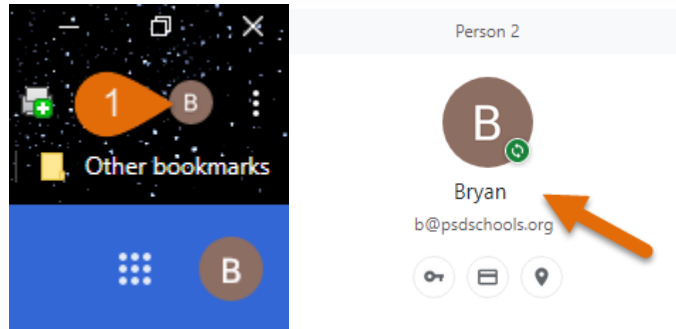 1
B
Other bookmarks
B
Person 2
B
Bryan
b@psdschools.org